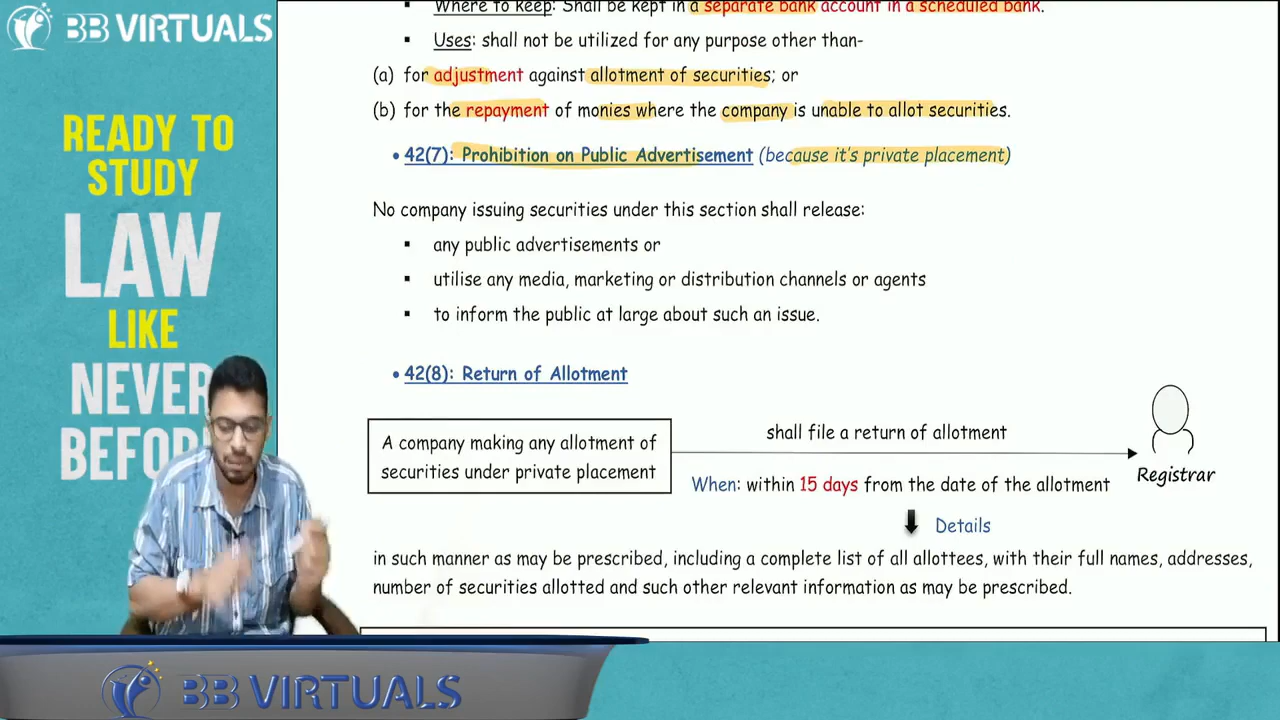 BB VIRTUALS
READY TO
STUDY
LAW
LIKE
NEVER
BEFO
Where to keep: Shall be kept in a separate bank account in a scheduled bank.
▪ Uses: shall not be utilized for any purpose other than-
(a) for adjustment against allotment of securities; or
(b) for the repayment of monies where the company is unable to allot securities.
• 42(7): Prohibition on Public Advertisement (because it's private placement)
No company issuing securities under this section shall release:
▪ any public advertisements or
▪ utilise any media, marketing or distribution channels or agents
▪ to inform the public at large about such an issue.
• 42(8): Return of Allotment
A company making any allotment of
securities under private placement
shall file a return of allotment
When: within 15 days from the date of the allotment
Registrar
Details
in such manner as may be prescribed, including a complete list of all allottees, with their full names, addresses,
number of securities allotted and such other relevant information as may be prescribed.
BB VIRTUALS